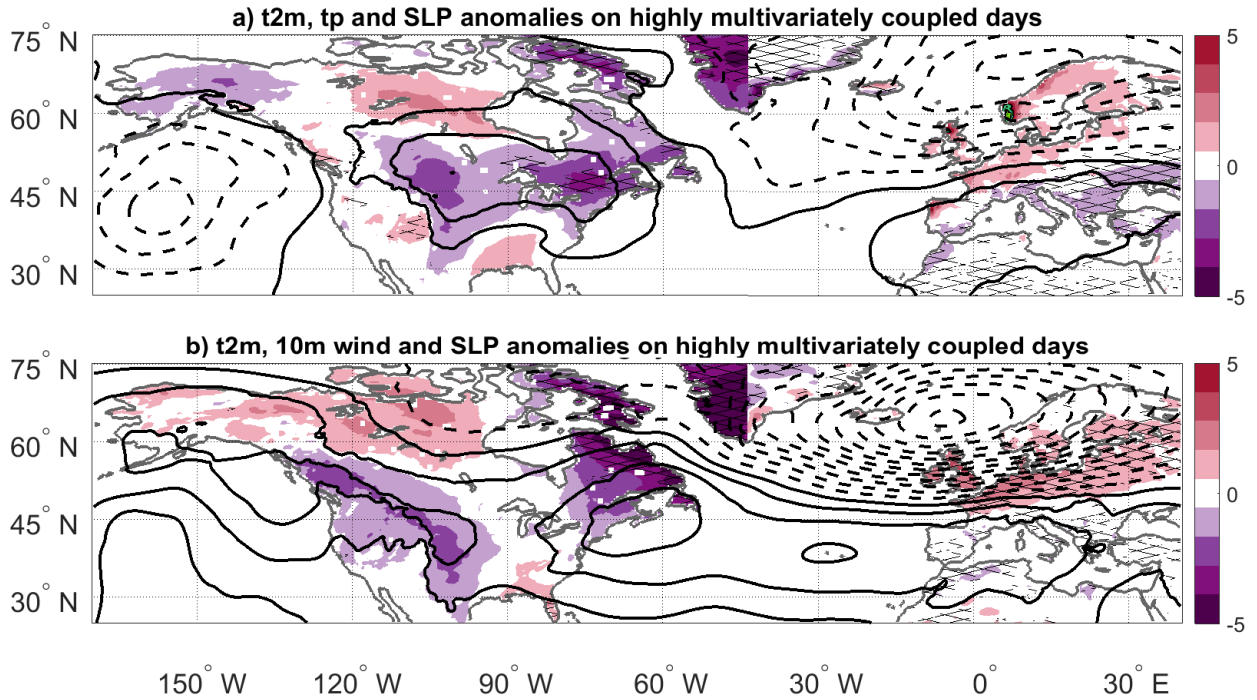 a) t2m, tp and SLP anomalies on highly multivariately coupled days
75° N
60° N
45° N
30° N
5
0
-5
b) t2m, 10m wind and SLP anomalies on highly multivariately coupled days
75° N
60° N
45° N
30° N
5
0
-5
150° W 120° W 90° W 60° W 30° W 0° 30° E